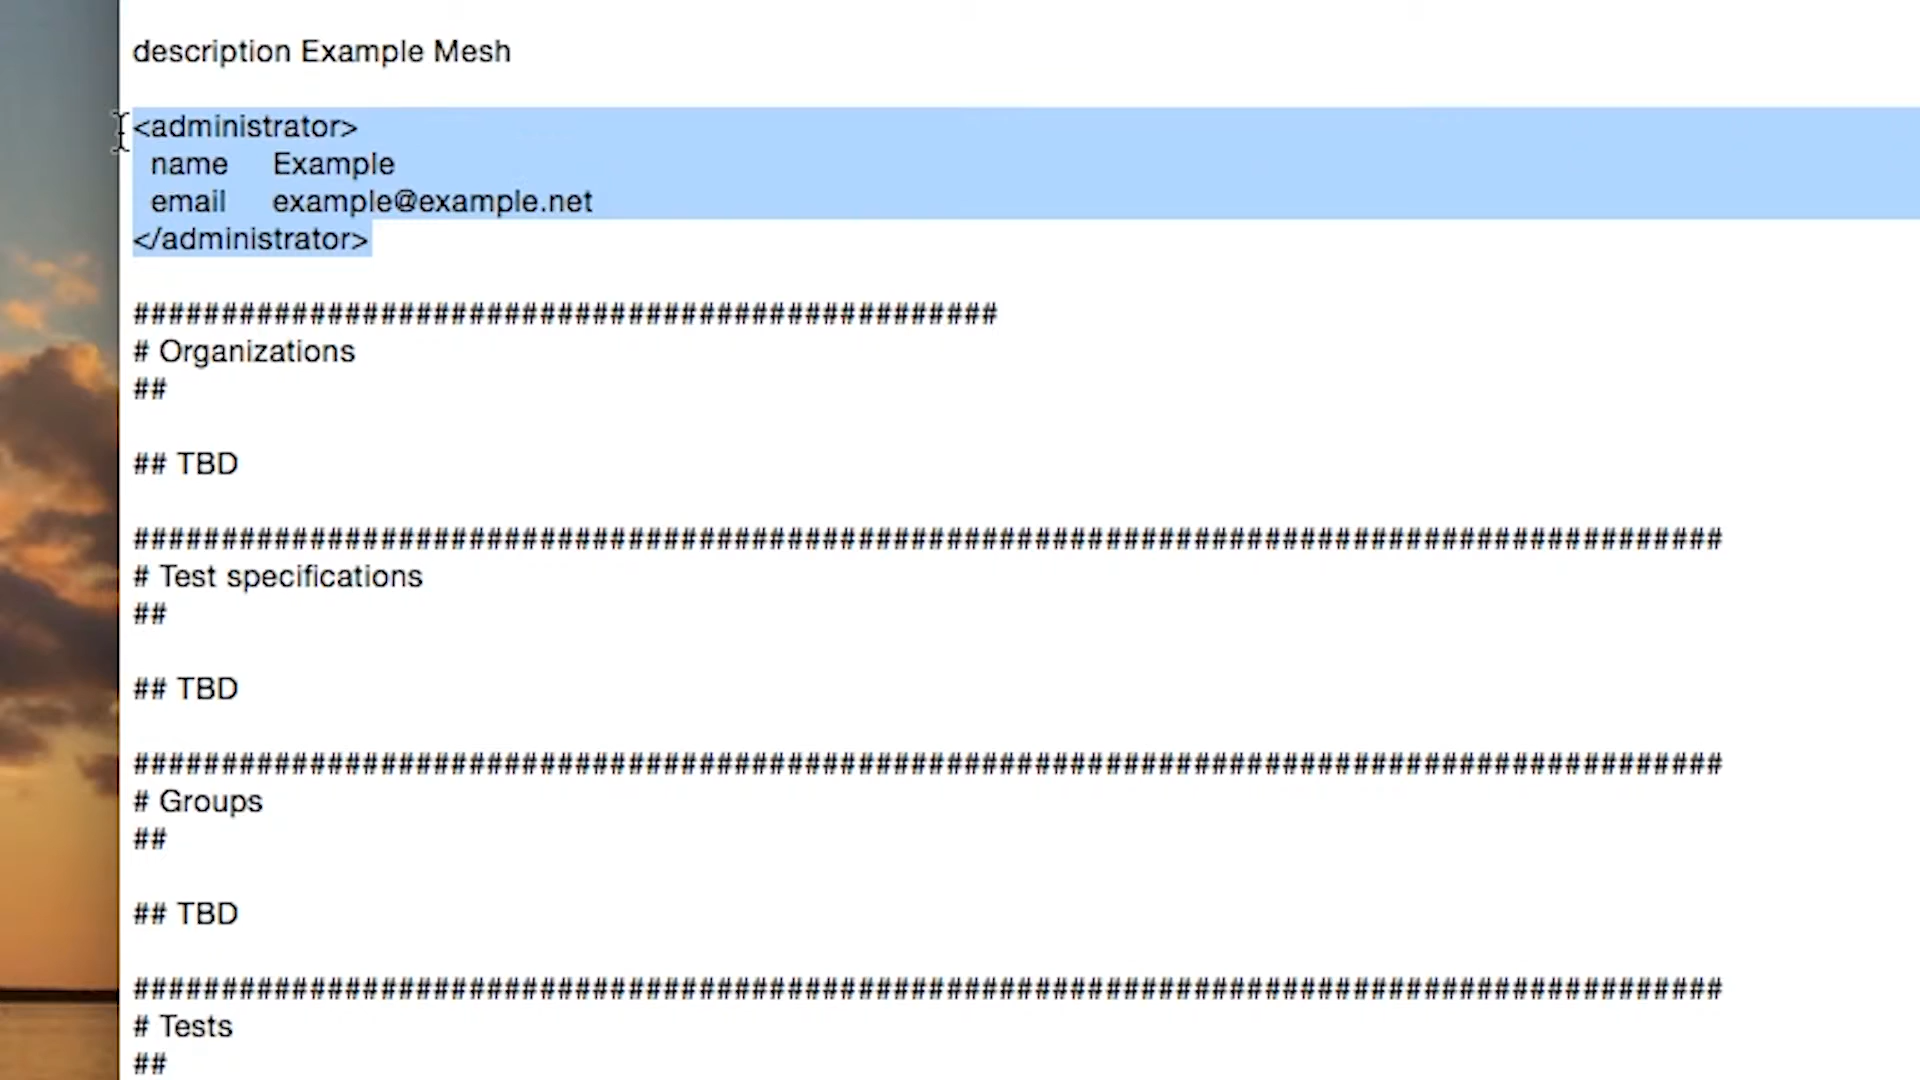 description Example Mesh
<administrator>
name Example
email example@example.net
</administrator>
#################################################
# Organizations
##
## TBD
##########################################################################################
# Test specifications
##
## TBD
##########################################################################################
# Groups
##
## TBD
##########################################################################################
# Tests
##